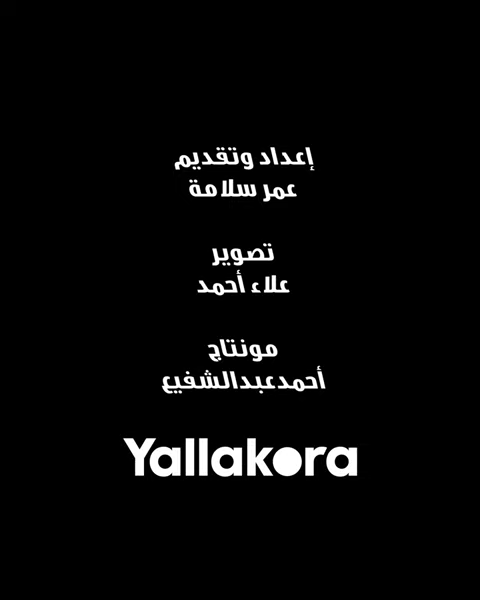 إعداد وتقديم
عمر سلامة
تصوير
علاء أحمد
مونتاج
أحمدعبدالشفيع
Yallakora